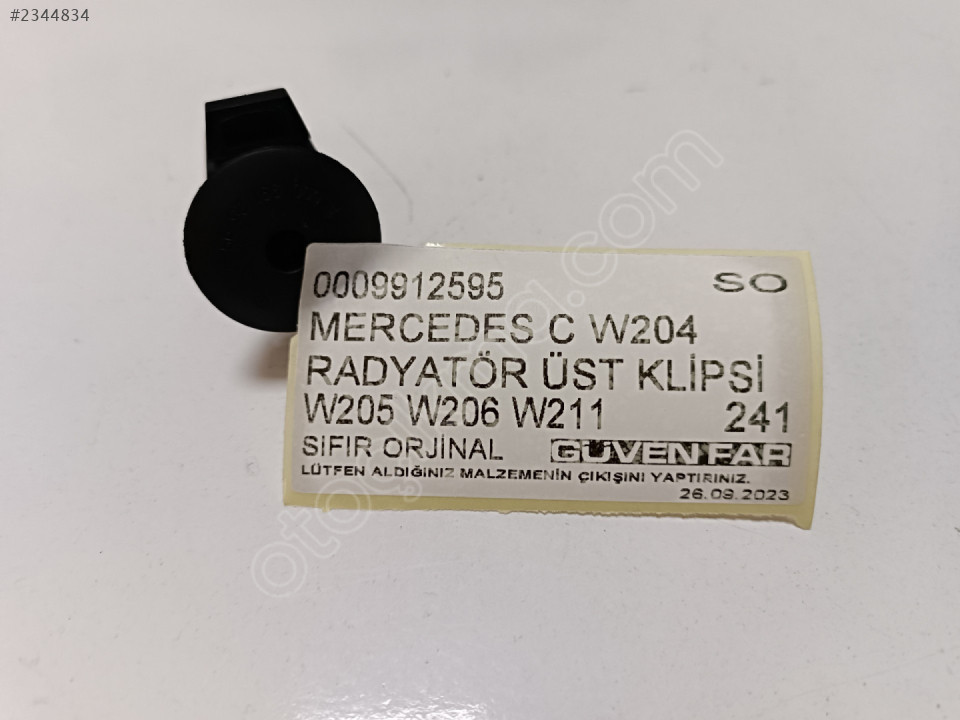 #2344834
0009912595 SO
MERCEDES C W204
RADYATÖR ÜST KLİPSİ
W205 W206 W211 241
SIFIR ORJİNAL GÜVEN FAR
LÜTFEN ALDIĞINIZ MALZEMENİN ÇIKIŞINI YAPTIRINIZ.
26.09.2023